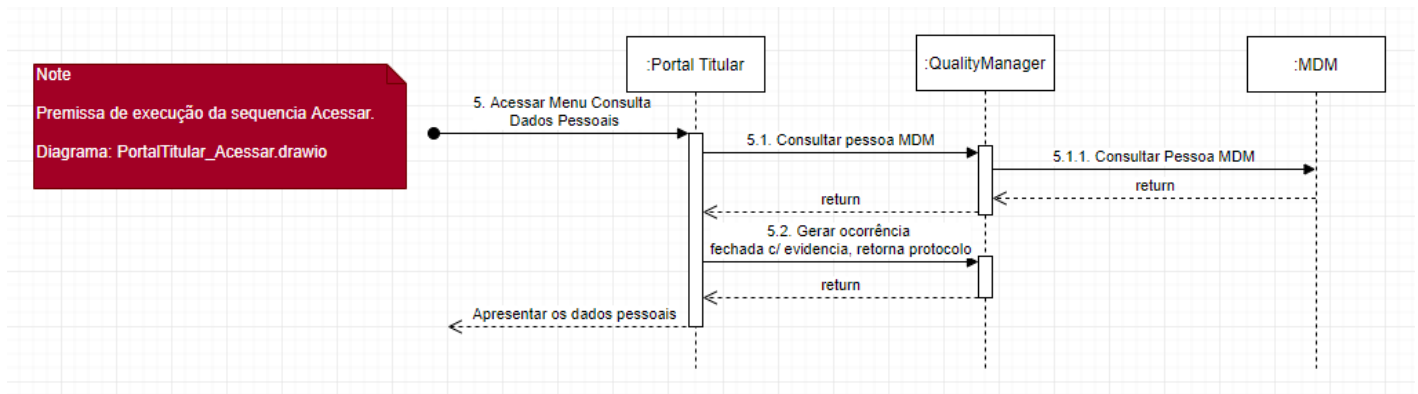 Note
Premissa de execução da sequencia Acessar.
Diagrama: PortalTitular_Acessar.drawio
:Portal Titular
:QualityManager
:MDM
5. Acessar Menu Consulta
Dados Pessoais
5.1. Consultar pessoa MDM
5.1.1. Consultar Pessoa MDM
return
return
5.2. Gerar ocorrência
fechada c/ evidencia, retorna protocolo
return
Apresentar os dados pessoais